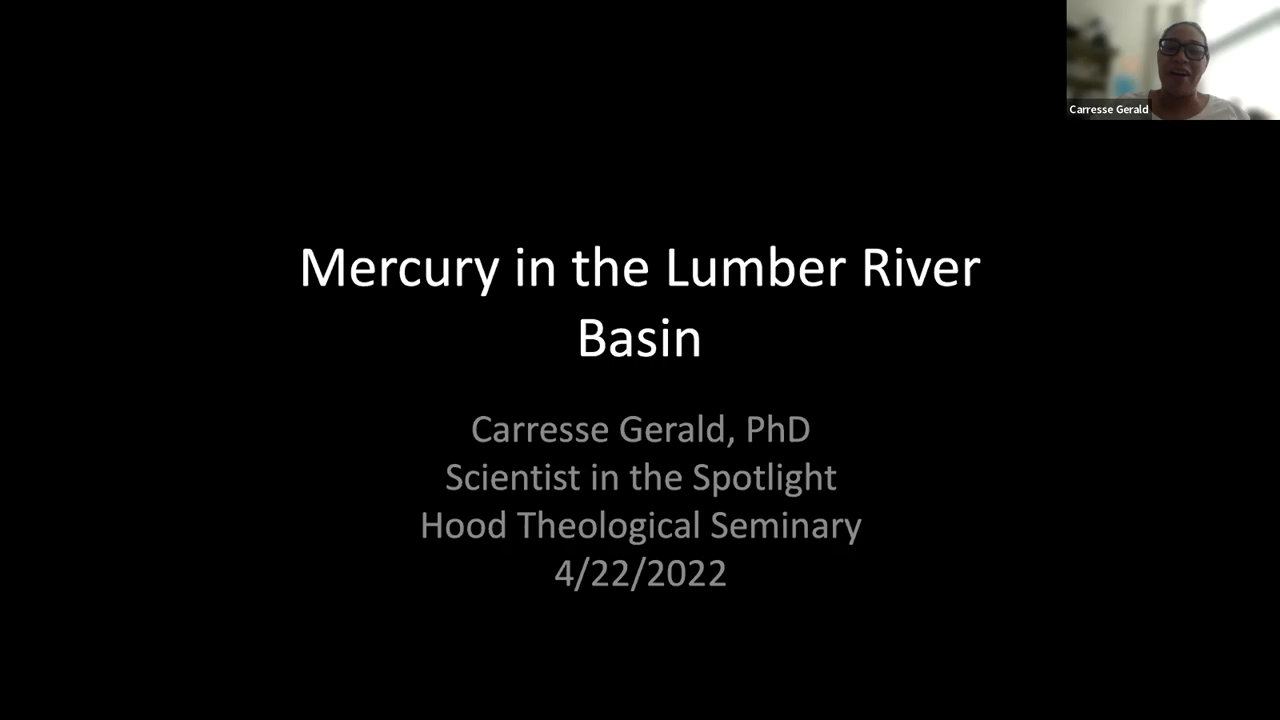 Carresse Gerald
Mercury in the Lumber River
Basin
Carresse Gerald, PhD
Scientist in the Spotlight
Hood Theological Seminary
4/22/2022